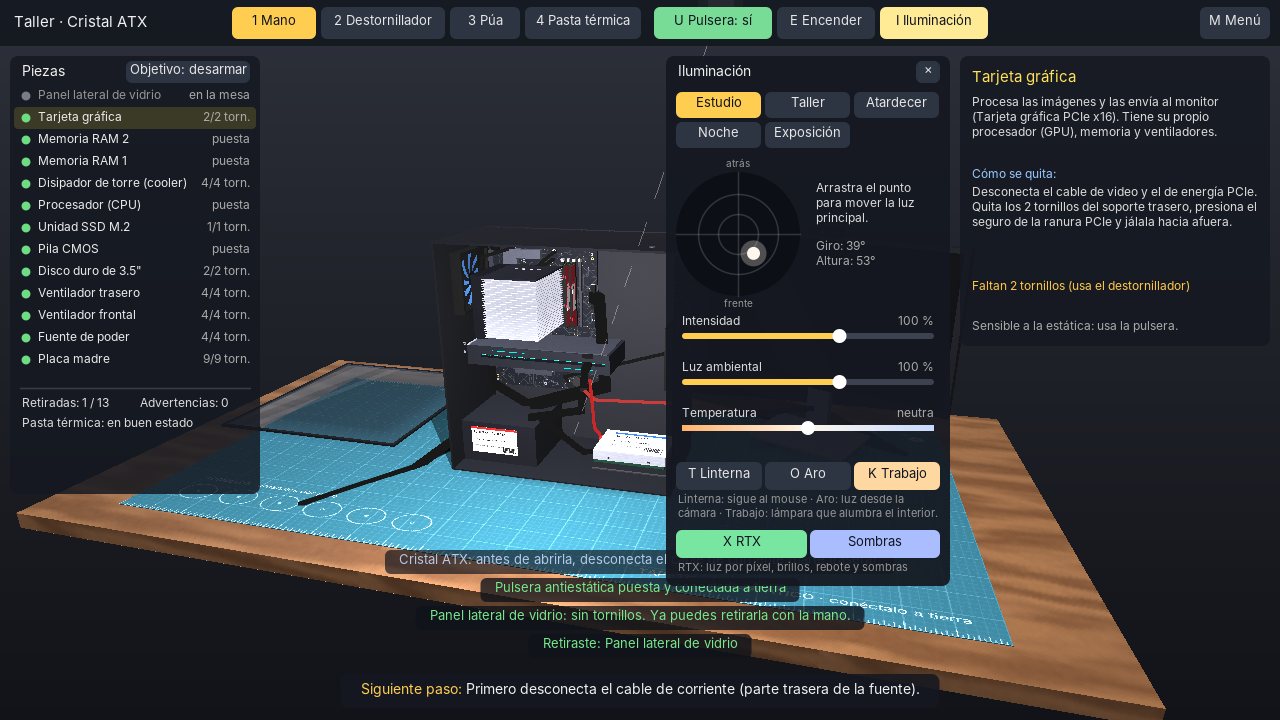 Taller · Cristal ATX
1 Mano
2 Destornillador
3 Púa
4 Pasta térmica
U Pulsera: sí
E Encender
I Iluminación
M Menú
Piezas
Objetivo: desarmar
Panel lateral de vidrio en la mesa
Tarjeta gráfica 2/2 torn.
Memoria RAM 2 puesta
Memoria RAM 1 puesta
Disipador de torre (cooler) 4/4 torn.
Procesador (CPU) puesta
Unidad SSD M.2 1/1 torn.
Pila CMOS puesta
Disco duro de 3.5" 2/2 torn.
Ventilador trasero 4/4 torn.
Ventilador frontal 4/4 torn.
Fuente de poder 4/4 torn.
Placa madre 9/9 torn.
Retiradas: 1 / 13 Advertencias: 0
Pasta térmica: en buen estado
Iluminación
×
Estudio
Taller
Atardecer
Noche
Exposición
atrás
Arrastra el punto
para mover la luz
principal.
Giro: 39°
Altura: 53°
frente
Intensidad 100 %
Luz ambiental 100 %
Temperatura neutra
T Linterna
O Aro
K Trabajo
Linterna: sigue al mouse · Aro: luz desde la
cámara · Trabajo: lámpara que alumbra el interior.
X RTX
Sombras
RTX: luz por píxel, brillos, rebote y sombras
Tarjeta gráfica
Procesa las imágenes y las envía al monitor
(Tarjeta gráfica PCIe x16). Tiene su propio
procesador (GPU), memoria y ventiladores.
Cómo se quita:
Desconecta el cable de video y el de energía PCIe.
Quita los 2 tornillos del soporte trasero, presiona el
seguro de la ranura PCIe y jálala hacia afuera.
Faltan 2 tornillos (usa el destornillador)
Sensible a la estática: usa la pulsera.
Cristal ATX: antes de abrirla, desconecta el
Pulsera antiestática puesta y conectada a tierra
· conéctalo a tierra
Panel lateral de vidrio: sin tornillos. Ya puedes retirarla con la mano.
Retiraste: Panel lateral de vidrio
Siguiente paso: Primero desconecta el cable de corriente (parte trasera de la fuente).